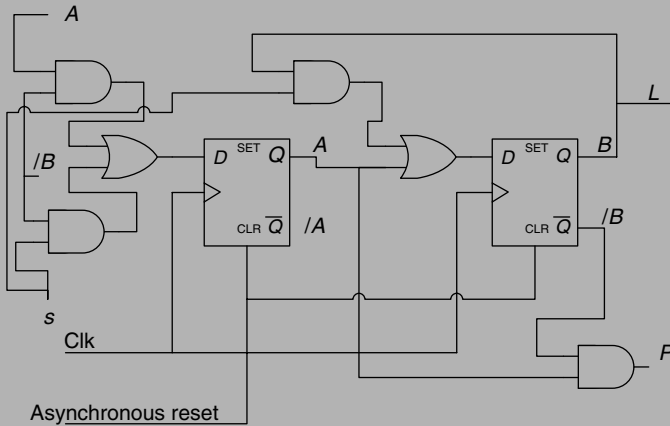 A
L
/B
D SET Q
A
CLR Q̅
/A
D SET Q
B
CLR Q̅
/B
s
Clk
P
Asynchronous reset